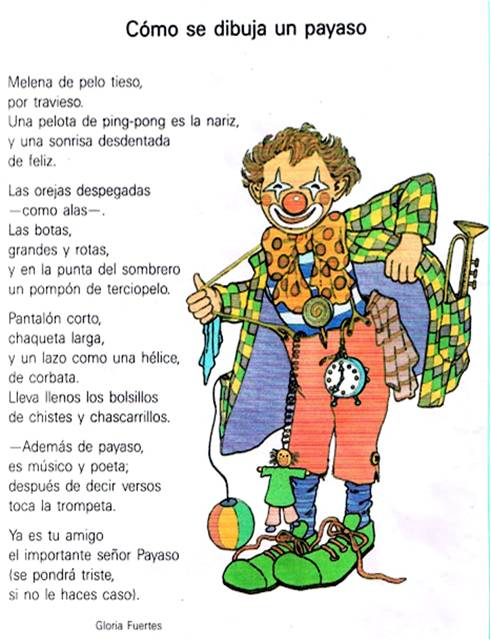 Cómo se dibuja un payaso
Melena de pelo tieso,
por travieso.
Una pelota de ping-pong es la nariz,
y una sonrisa desdentada
de feliz.
Las orejas despegadas
—como alas—.
Las botas,
grandes y rotas,
y en la punta del sombrero
un pompón de terciopelo.
Pantalón corto,
chaqueta larga,
y un lazo como una hélice,
de corbata.
Lleva llenos los bolsillos
de chistes y chascarrillos.
—Además de payaso,
es músico y poeta;
después de decir versos
toca la trompeta.
Ya es tu amigo
el importante señor Payaso
(se pondrá triste,
si no le haces caso).
Gloria Fuertes